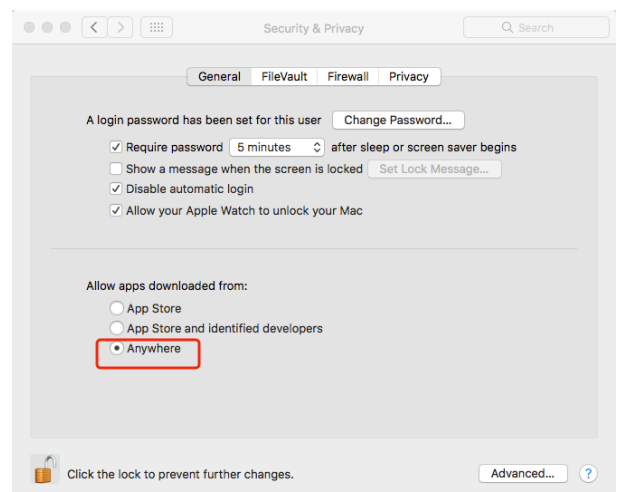 Security & Privacy
Search
General FileVault Firewall Privacy
A login password has been set for this user Change Password...
Require password 5 minutes after sleep or screen saver begins
Show a message when the screen is locked Set Lock Message...
Disable automatic login
Allow your Apple Watch to unlock your Mac
Allow apps downloaded from:
App Store
App Store and identified developers
Anywhere
Click the lock to prevent further changes.
Advanced... ?